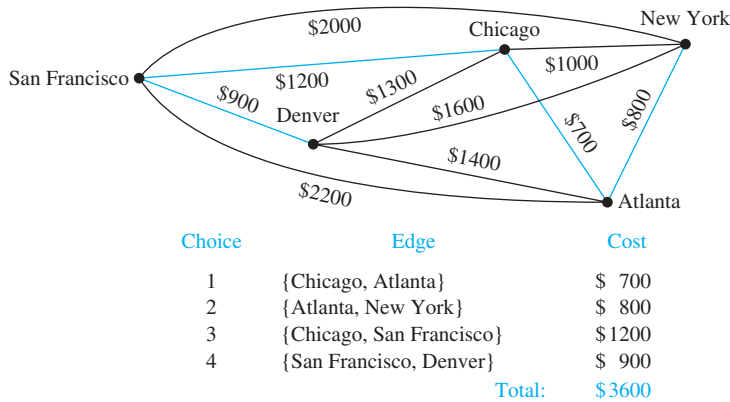 New York
$2000
Chicago
San Francisco
$1200
$1300
$1000
$900
Denver
$1600
$800
$700
$1400
$2200
Atlanta
Choice Edge Cost
1 {Chicago, Atlanta} $ 700
2 {Atlanta, New York} $ 800
3 {Chicago, San Francisco} $1200
4 {San Francisco, Denver} $ 900
Total: $3600